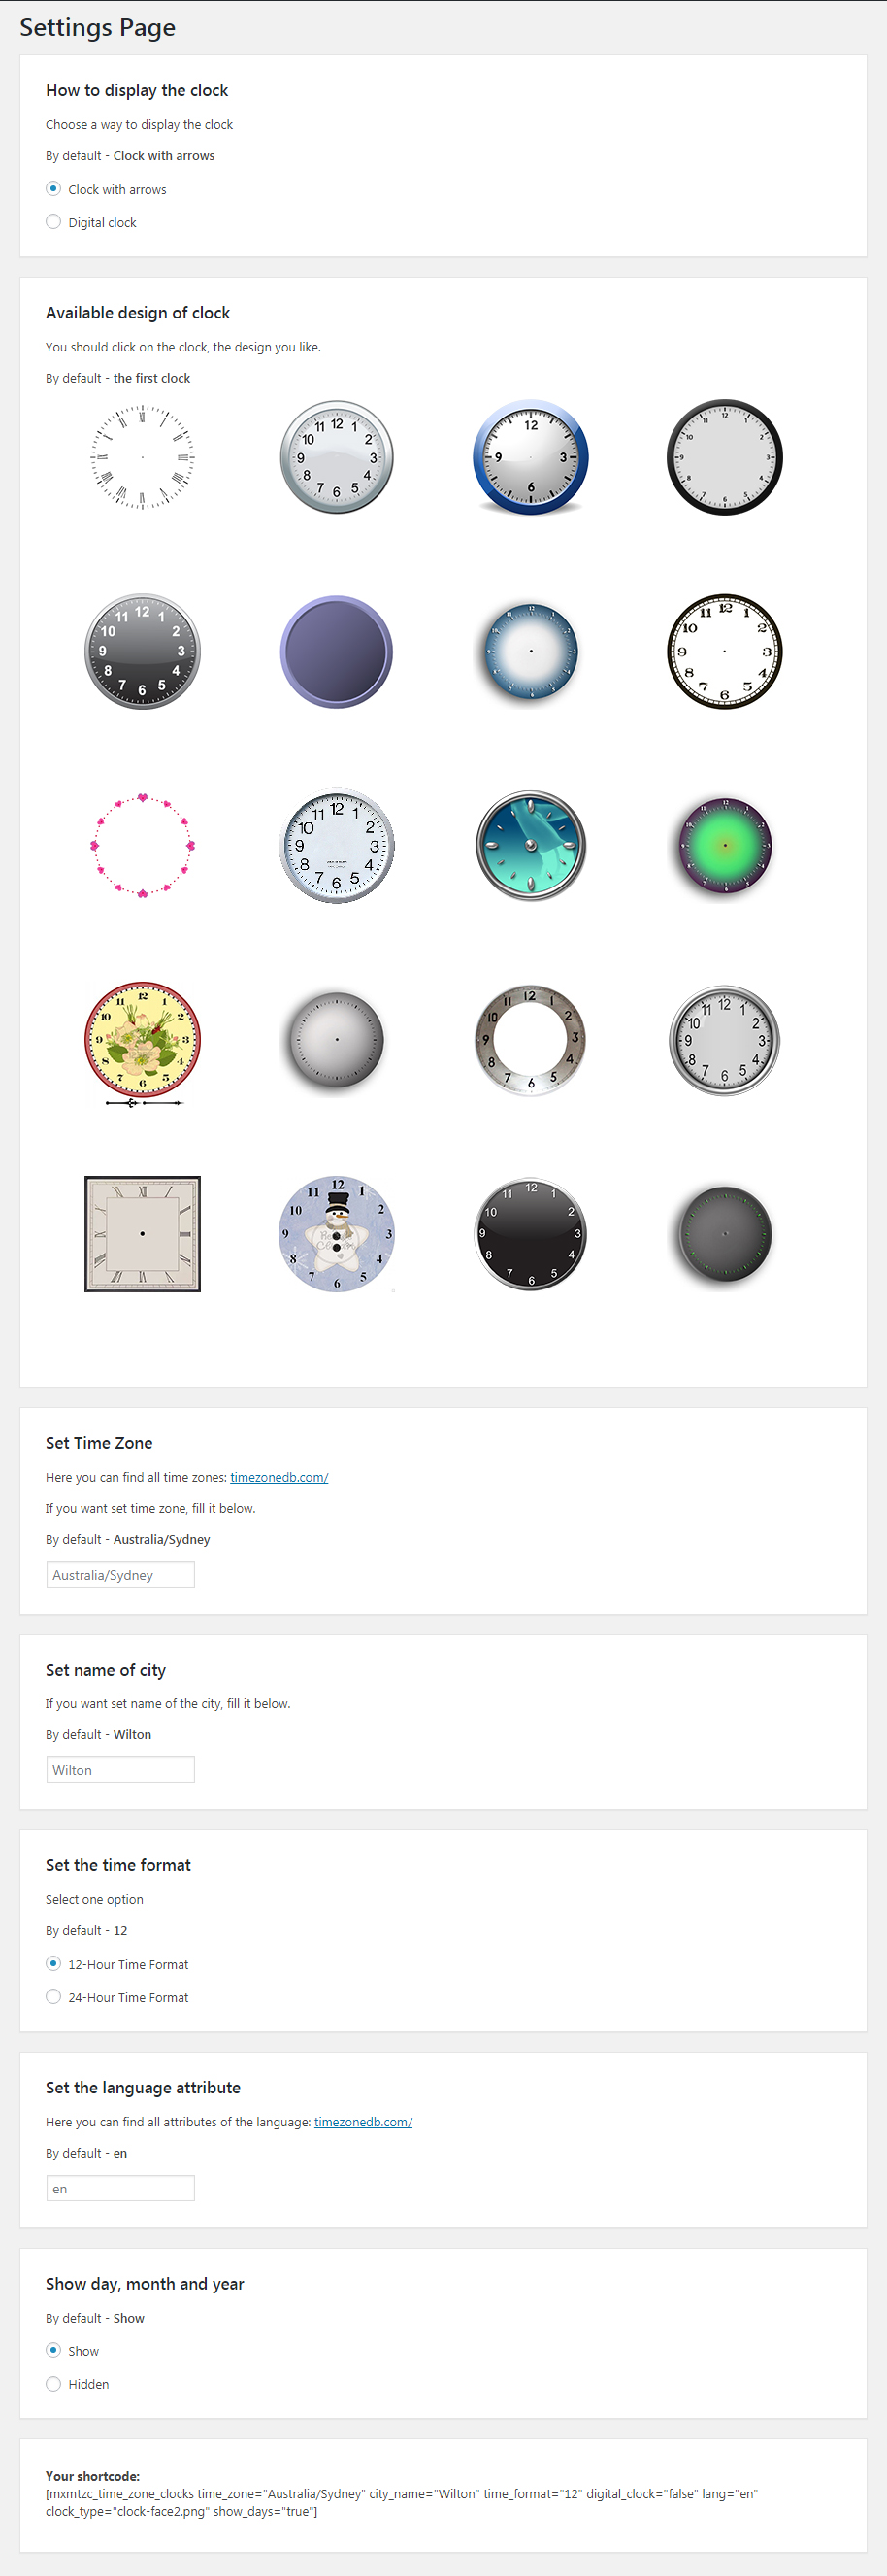 Settings Page
How to display the clock
Choose a way to display the clock
By default - Clock with arrows
Clock with arrows
Digital clock
Available design of clock
You should click on the clock, the design you like.
By default - the first clock
Set Time Zone
Here you can find all time zones: timezonedb.com/
If you want set time zone, fill it below.
By default - Australia/Sydney
Australia/Sydney
Set name of city
If you want set name of the city, fill it below.
By default - Wilton
Wilton
Set the time format
Select one option
By default - 12
12-Hour Time Format
24-Hour Time Format
Set the language attribute
Here you can find all attributes of the language: timezonedb.com/
By default - en
en
Show day, month and year
By default - Show
Show
Hidden
Your shortcode:
[mxmtzc_time_zone_clocks time_zone="Australia/Sydney" city_name="Wilton" time_format="12" digital_clock="false" lang="en"
clock_type="clock-face2.png" show_days="true"]